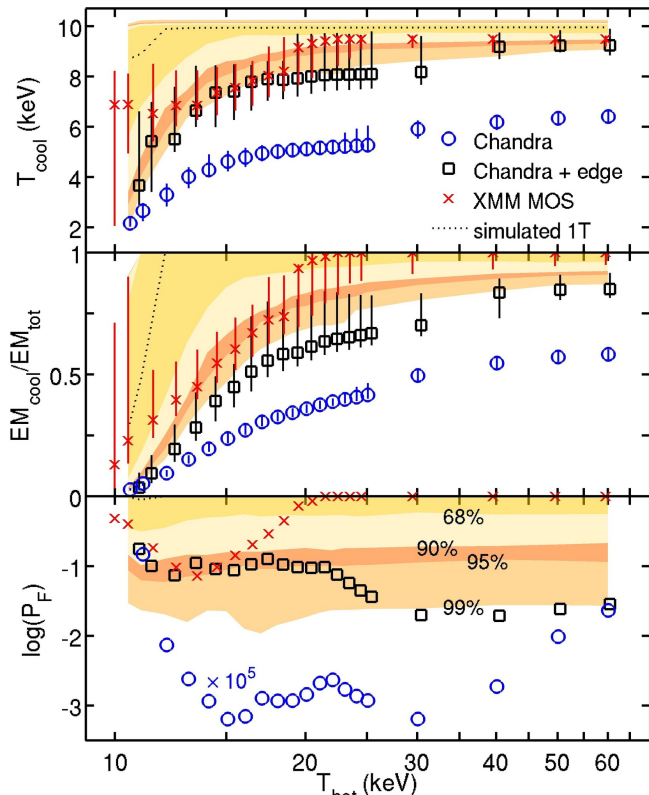 10
8
6
4
2
T_cool (keV)
Chandra
Chandra + edge
XMM MOS
simulated 1T
1
0.5
0
EM_cool/EM_tot
68%
90%
95%
99%
× 10^5
-1
-2
-3
log(P_F)
10 20 30 40 50 60
T_hot (keV)